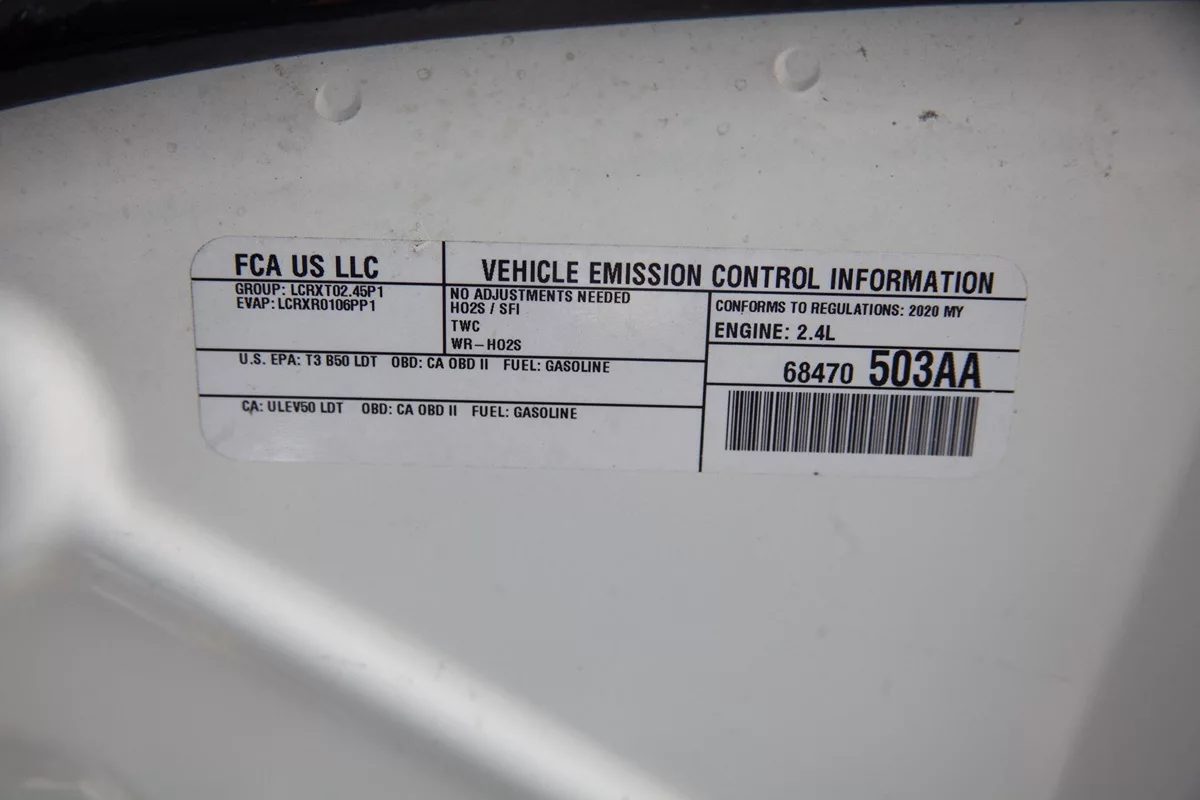 FCA US LLC
GROUP: LCRXT02.45P1
EVAP: LCRXR0106PP1
VEHICLE EMISSION CONTROL INFORMATION
NO ADJUSTMENTS NEEDED
HO2S / SFI
TWC
WR-HO2S
CONFORMS TO REGULATIONS: 2020 MY
ENGINE: 2.4L
U.S. EPA: T3 B50 LDT OBD: CA OBD II FUEL: GASOLINE
CA: ULEV50 LDT OBD: CA OBD II FUEL: GASOLINE
68470 503AA